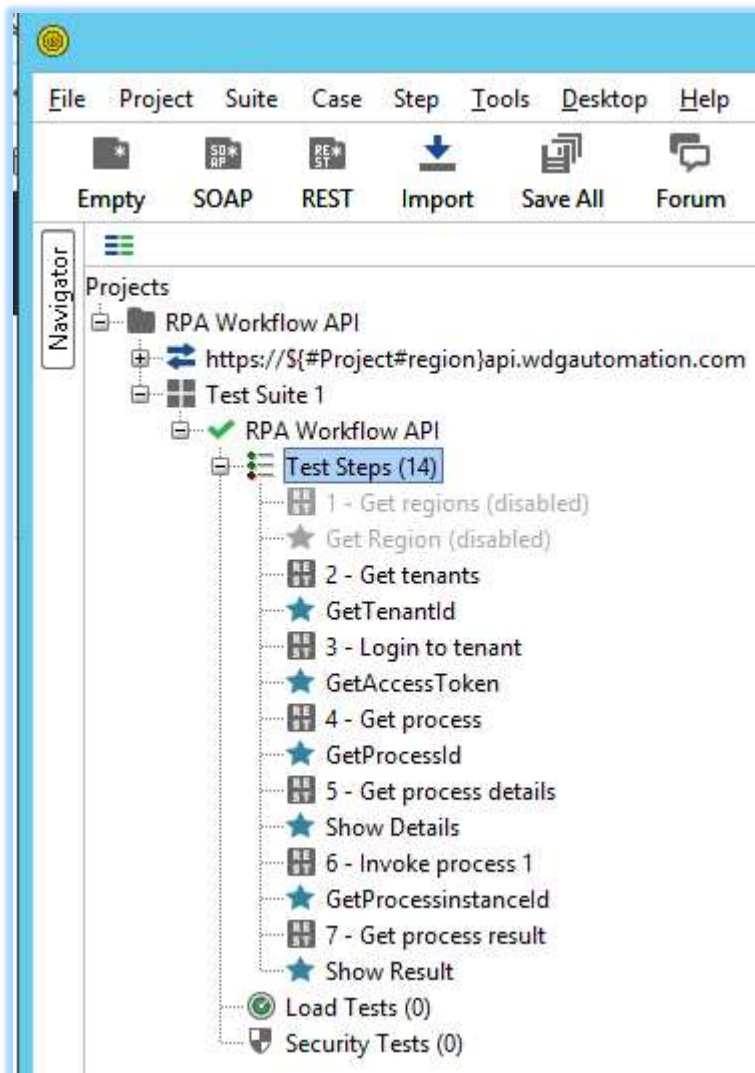 File Project Suite Case Step Tools Desktop Help
Empty SOAP REST Import Save All Forum
Navigator
Projects
RPA Workflow API
https://${#Project#region}api.wdgautomation.com
Test Suite 1
RPA Workflow API
Test Steps (14)
1 - Get regions (disabled)
Get Region (disabled)
2 - Get tenants
GetTenantId
3 - Login to tenant
GetAccessToken
4 - Get process
GetProcessId
5 - Get process details
Show Details
6 - Invoke process 1
GetProcessinstanceId
7 - Get process result
Show Result
Load Tests (0)
Security Tests (0)